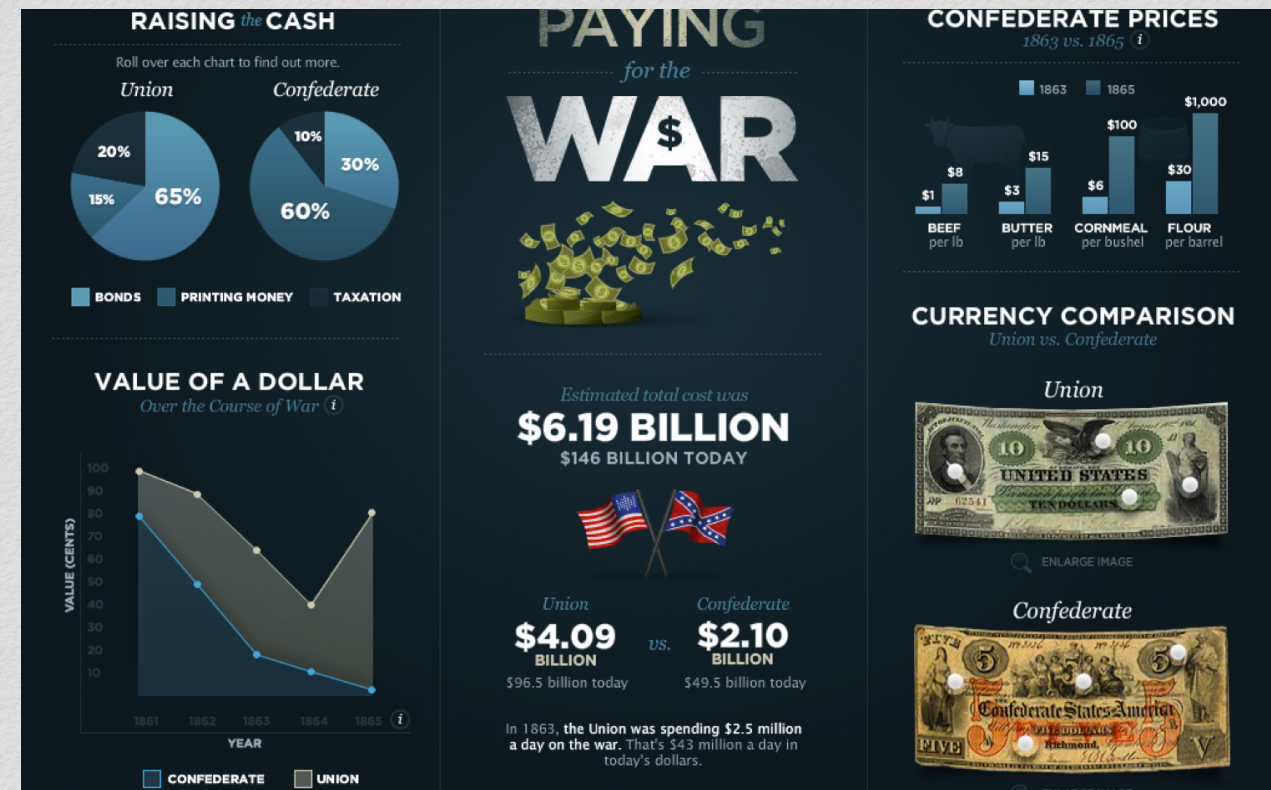 RAISING the CASH
Roll over each chart to find out more.
Union
Confederate
20%
15%
65%
10%
30%
60%
BONDS
PRINTING MONEY
TAXATION
VALUE OF A DOLLAR
Over the Course of War i
VALUE (CENTS)
100
90
80
70
60
50
40
30
20
10
1861
1862
1863
1864
1865
i
YEAR
CONFEDERATE
UNION
PAYING
for the
WAR
$
Estimated total cost was
$6.19 BILLION
$146 BILLION TODAY
Union
$4.09
BILLION
$96.5 billion today
vs.
Confederate
$2.10
BILLION
$49.5 billion today
In 1863, the Union was spending $2.5 million
a day on the war. That's $43 million a day in
today's dollars.
CONFEDERATE PRICES
1863 vs. 1865 i
1863
1865
$1
$8
$3
$15
$6
$100
$30
$1,000
BEEF
per lb
BUTTER
per lb
CORNMEAL
per bushel
FLOUR
per barrel
CURRENCY COMPARISON
Union vs. Confederate
Union
Washington
10
10
UNITED STATES
62541
TEN DOLLARS
ENLARGE IMAGE
Confederate
FIVE
5
5
Confederate States America
FIVE DOLLARS
FIVE
Richmond,
V